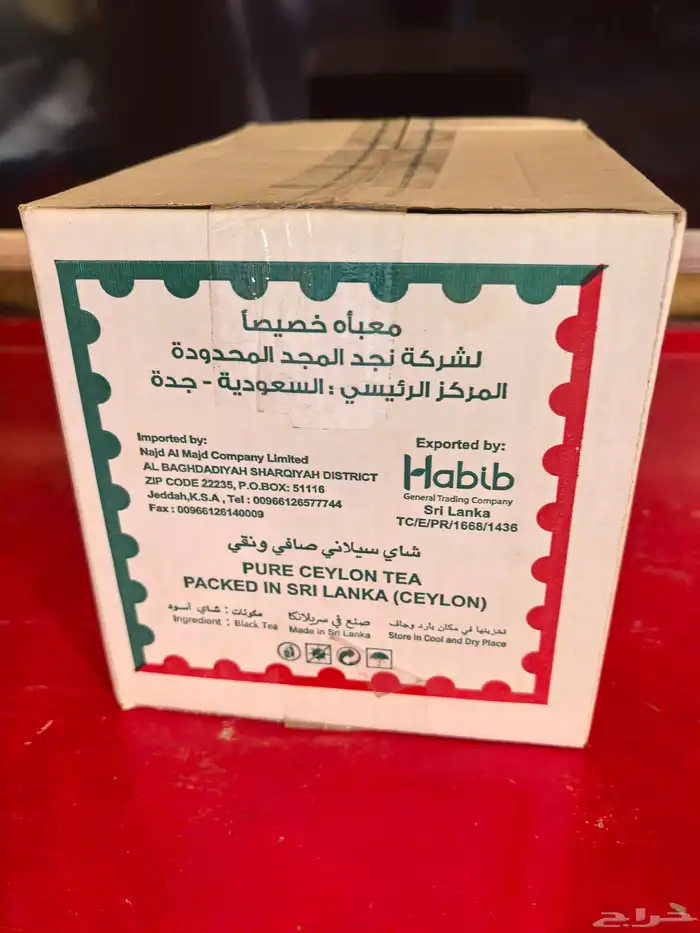 معبأه خصيصاً
لشركة نجد المجد المحدودة
المركز الرئيسي : السعودية - جدة
Imported by:
Najd Al Majd Company Limited
AL BAGHDADIYAH SHARQIYAH DISTRICT
ZIP CODE 22235, P.O.BOX: 51116
Jeddah,K.S.A , Tel : 00966126577744
Fax : 00966126140009
Exported by:
Habib
General Trading Company
Sri Lanka
TC/E/PR/1668/1436
شاي سيلاني صافي ونقي
PURE CEYLON TEA
PACKED IN SRI LANKA (CEYLON)
مكونات : شاي أسود
Ingredient : Black Tea
صنع في سريلانكا
Made in Sri Lanka
تخزينها في مكان بارد وجاف
Store in Cool and Dry Place
حراج